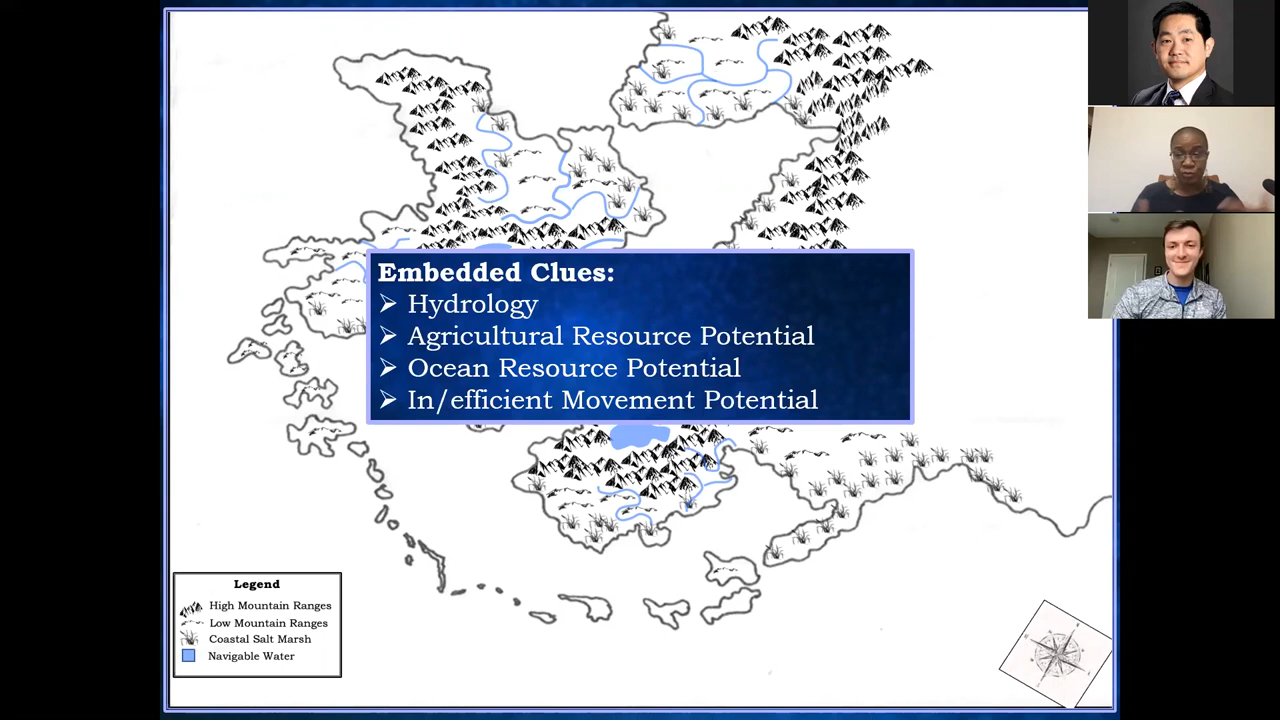 Embedded Clues:
➢ Hydrology
➢ Agricultural Resource Potential
➢ Ocean Resource Potential
➢ In/efficient Movement Potential
Legend
High Mountain Ranges
Low Mountain Ranges
Coastal Salt Marsh
Navigable Water